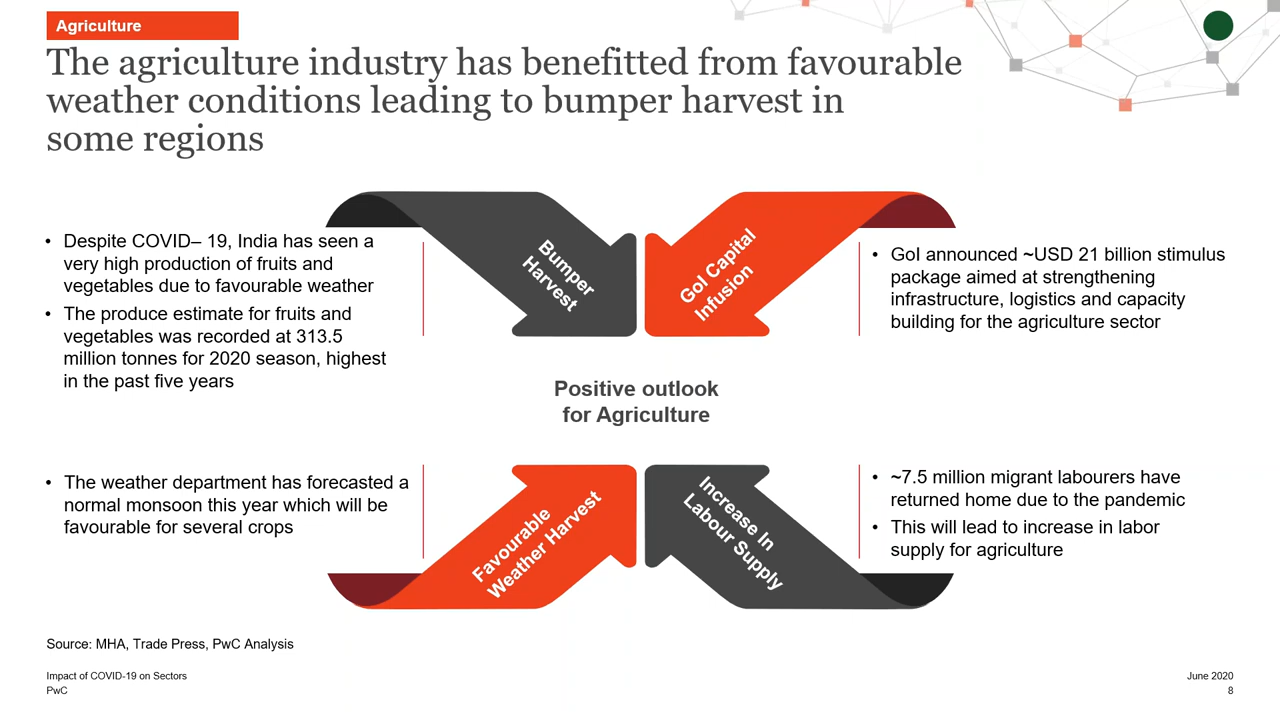 Agriculture
The agriculture industry has benefitted from favourable
weather conditions leading to bumper harvest in
some regions
• Despite COVID– 19, India has seen a
very high production of fruits and
vegetables due to favourable weather
• The produce estimate for fruits and
vegetables was recorded at 313.5
million tonnes for 2020 season, highest
in the past five years
Bumper
Harvest
GoI Capital
Infusion
• GoI announced ~USD 21 billion stimulus
package aimed at strengthening
infrastructure, logistics and capacity
building for the agriculture sector
Positive outlook
for Agriculture
• The weather department has forecasted a
normal monsoon this year which will be
favourable for several crops
Favourable
Weather Harvest
Increase In
Labour Supply
• ~7.5 million migrant labourers have
returned home due to the pandemic
• This will lead to increase in labor
supply for agriculture
Source: MHA, Trade Press, PwC Analysis
Impact of COVID-19 on Sectors
PwC
June 2020
8